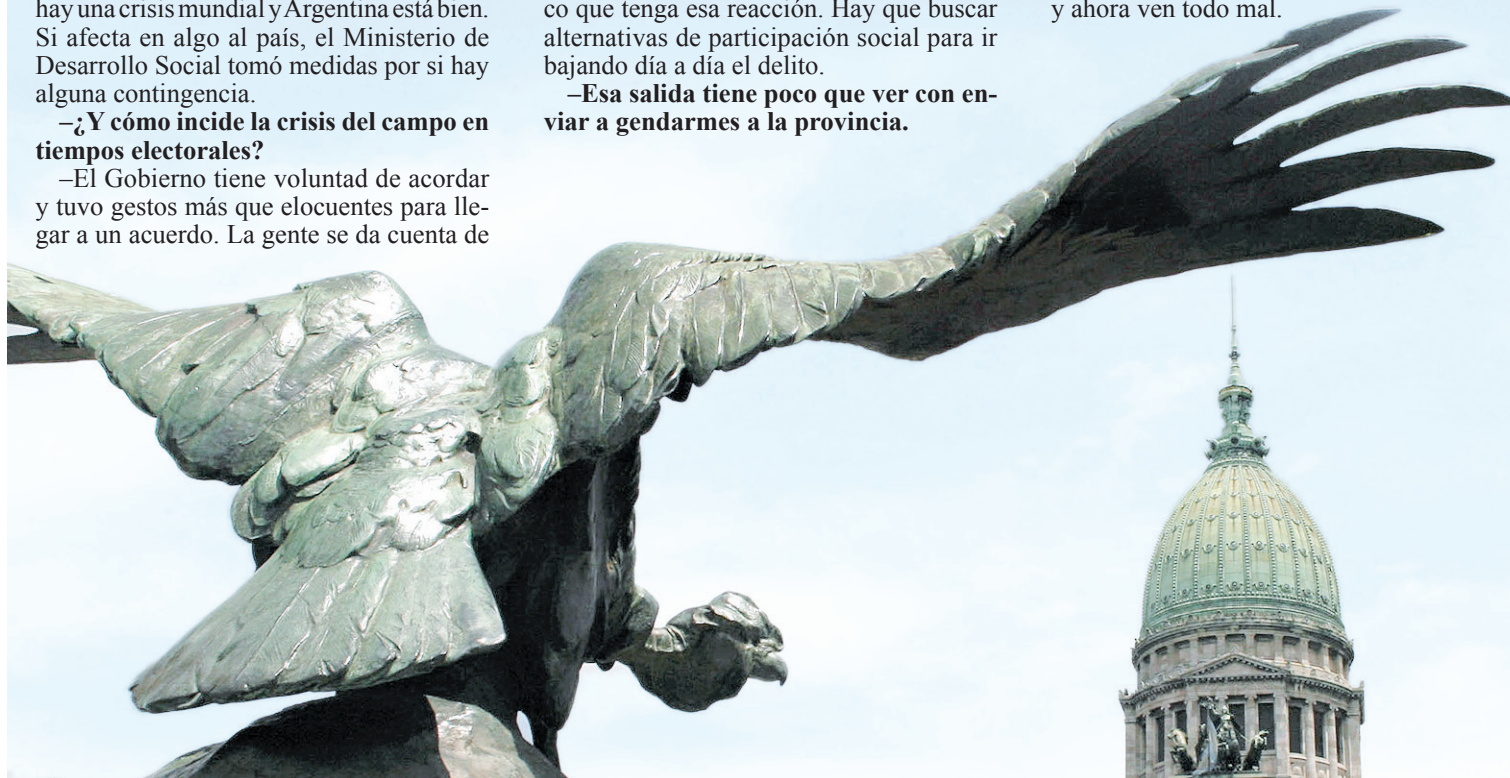 hay una crisis mundial y Argentina está bien.
Si afecta en algo al país, el Ministerio de
Desarrollo Social tomó medidas por si hay
alguna contingencia.
–¿Y cómo incide la crisis del campo en
tiempos electorales?
–El Gobierno tiene voluntad de acordar
y tuvo gestos más que elocuentes para lle-
gar a un acuerdo. La gente se da cuenta de
co que tenga esa reacción. Hay que buscar
alternativas de participación social para ir
bajando día a día el delito.
–Esa salida tiene poco que ver con en-
viar a gendarmes a la provincia.
y ahora ven todo mal.